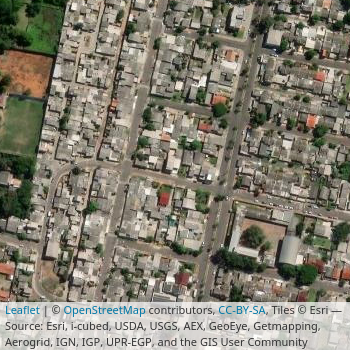 Leaflet | © OpenStreetMap contributors, CC-BY-SA, Tiles © Esri —
Source: Esri, i-cubed, USDA, USGS, AEX, GeoEye, Getmapping,
Aerogrid, IGN, IGP, UPR-EGP, and the GIS User Community